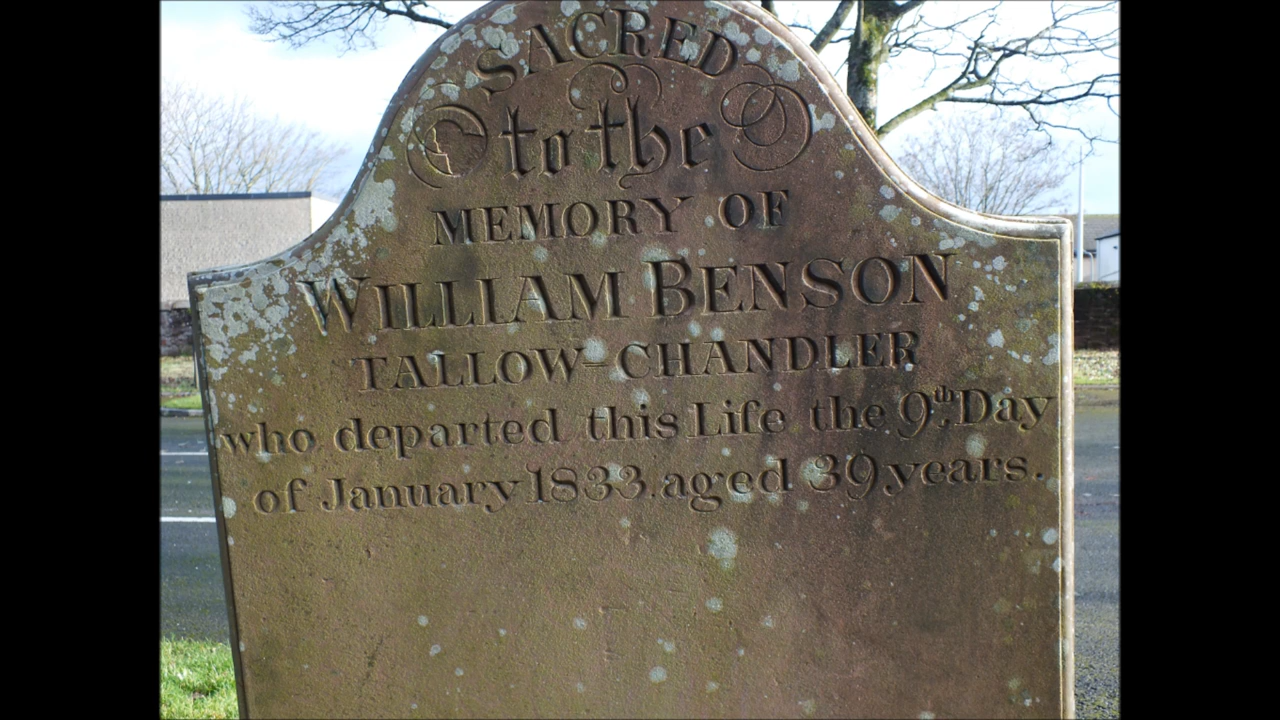 SACRED
to the
MEMORY OF
WILLIAM BENSON
TALLOW-CHANDLER
who departed this Life the 9th Day
of January 1833. aged 39 years.